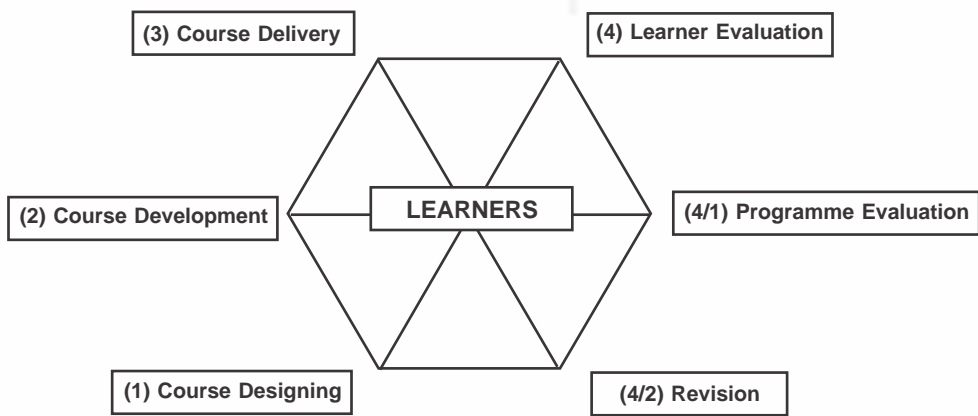 (3) Course Delivery
(4) Learner Evaluation
(2) Course Development
LEARNERS
(4/1) Programme Evaluation
(1) Course Designing
(4/2) Revision